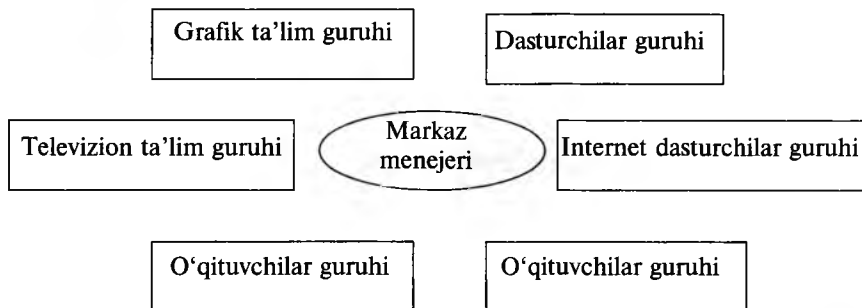 Grafik ta'lim guruhi
Dasturchilar guruhi
Televizion ta'lim guruhi
Markaz
menejeri
Internet dasturchilar guruhi
O‘qituvchilar guruhi
O‘qituvchilar guruhi